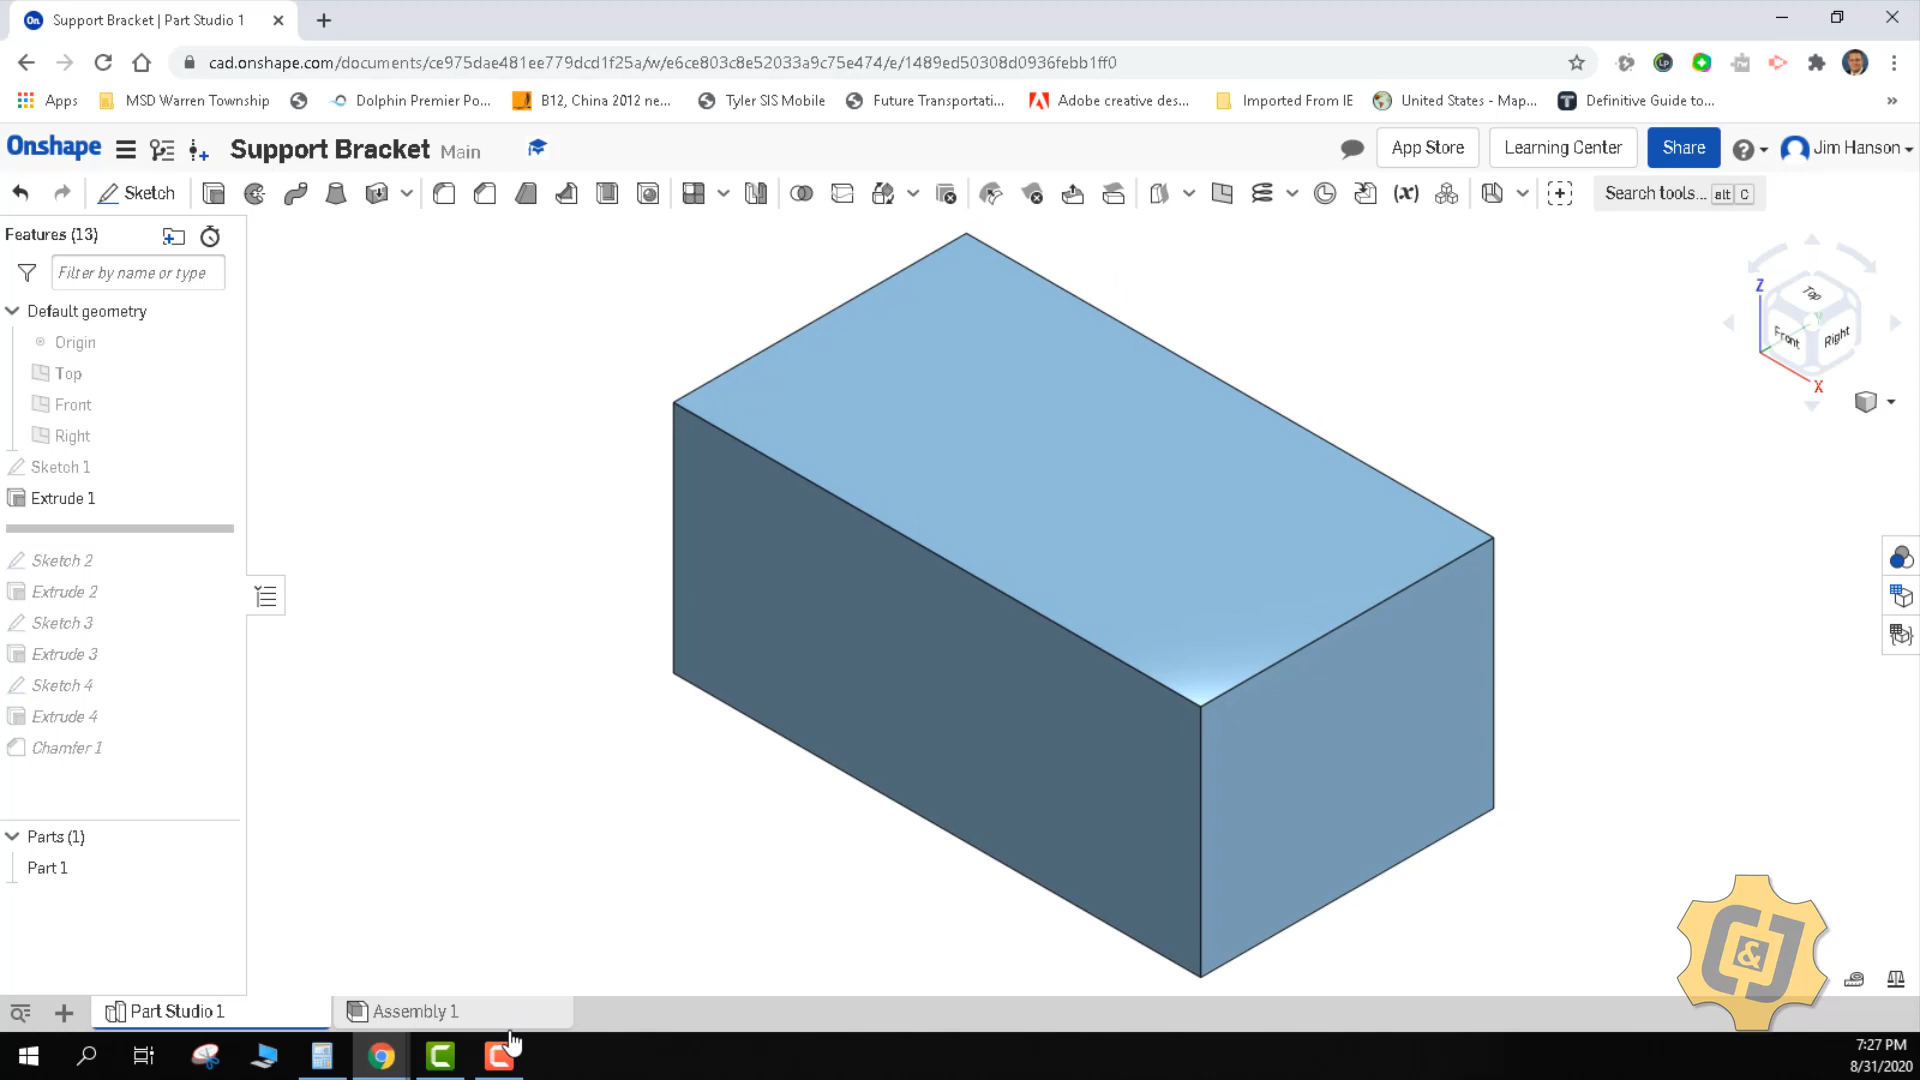 Support Bracket | Part Studio 1
cad.onshape.com/documents/ce975dae481ee779dcd1f25a/w/e6ce803c8e52033a9c75e474/e/1489ed50308d0936febb1ff0
Apps MSD Warren Township Dolphin Premier Po... B12, China 2012 ne... Tyler SIS Mobile Future Transportati... Adobe creative des... Imported From IE United States - Map... Definitive Guide to...
Onshape Support Bracket Main App Store Learning Center Share Jim Hanson
Sketch (x) Search tools... alt C
Features (13)
Filter by name or type
Default geometry
Origin
Top
Front
Right
Sketch 1
Extrude 1
Sketch 2
Extrude 2
Sketch 3
Extrude 3
Sketch 4
Extrude 4
Chamfer 1
Parts (1)
Part 1
Z
Top
Y
Front Right
X
C&J
Part Studio 1 Assembly 1
7:27 PM
8/31/2020